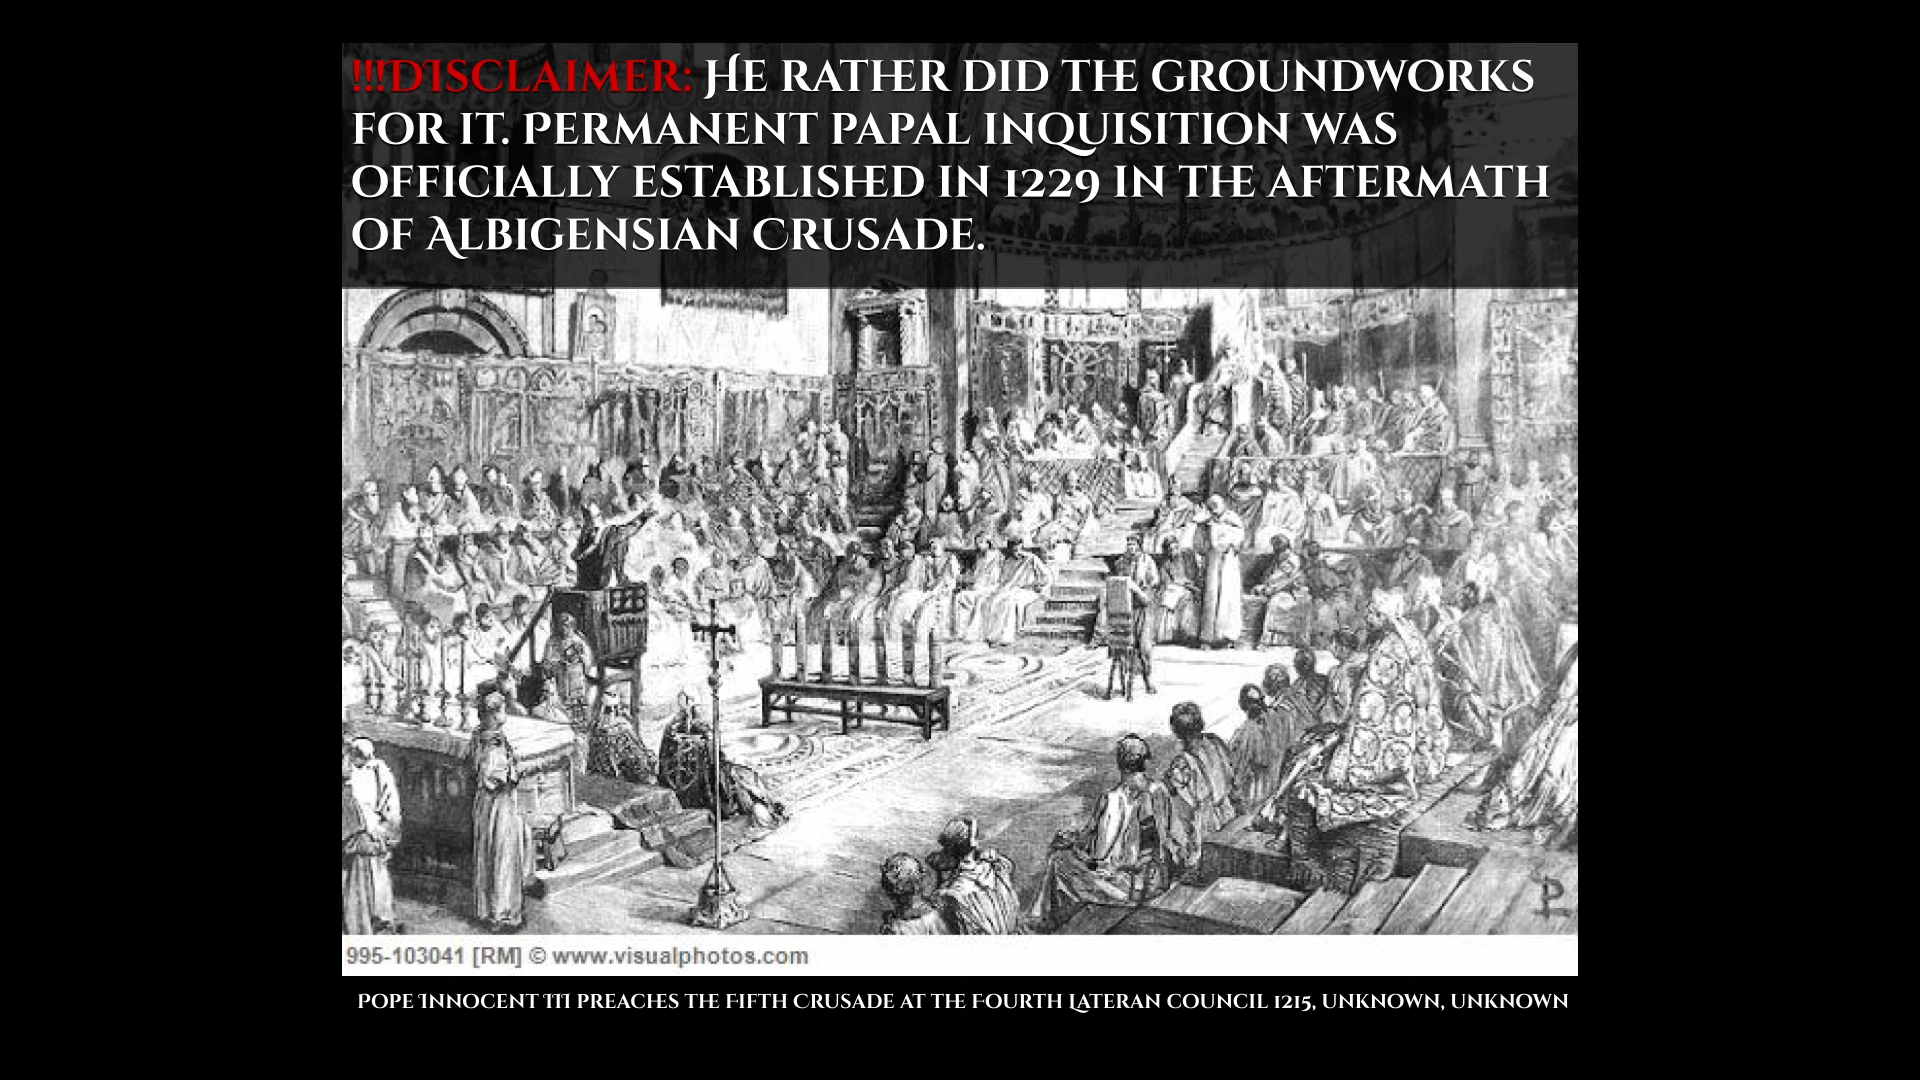 !!!Disclaimer: He rather did the groundworks
for it. Permanent papal inquisition was
officially established in 1229 in the aftermath
of Albigensian Crusade.
995-103041 [RM] © www.visualphotos.com
Pope Innocent III preaches the Fifth Crusade at the Fourth Lateran Council 1215, unknown, unknown